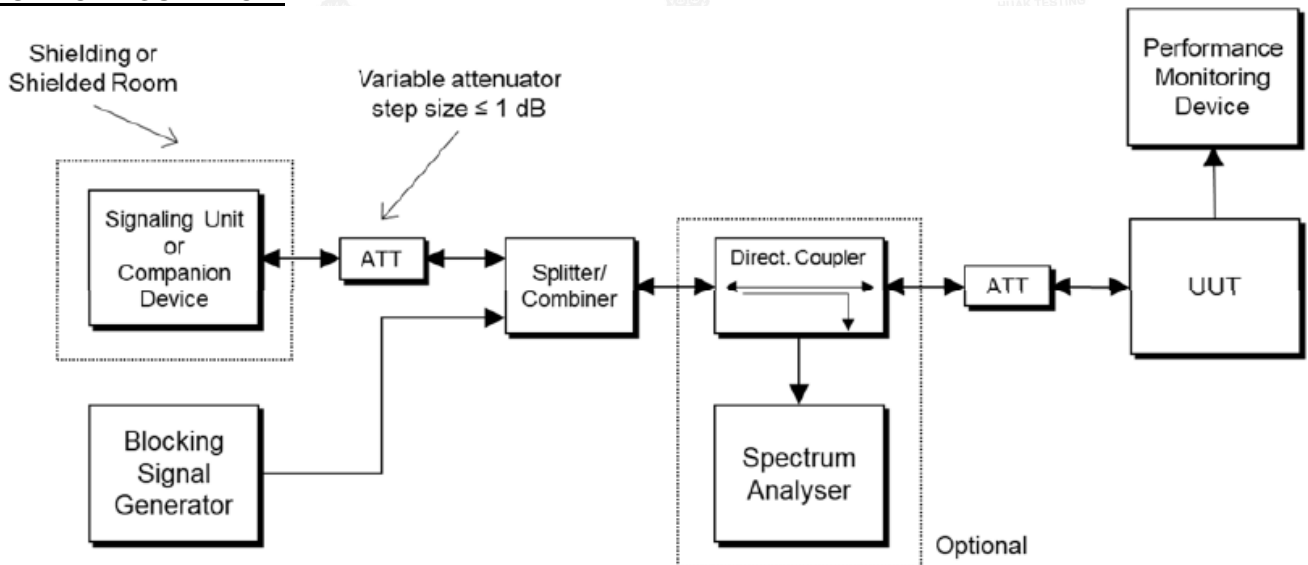 Shielding or
Shielded Room
Variable attenuator
step size ≤ 1 dB
Performance
Monitoring
Device
Signaling Unit
or
Companion
Device
ATT
Splitter/
Combiner
Direct. Coupler
ATT
UUT
Blocking
Signal
Generator
Spectrum
Analyser
Optional